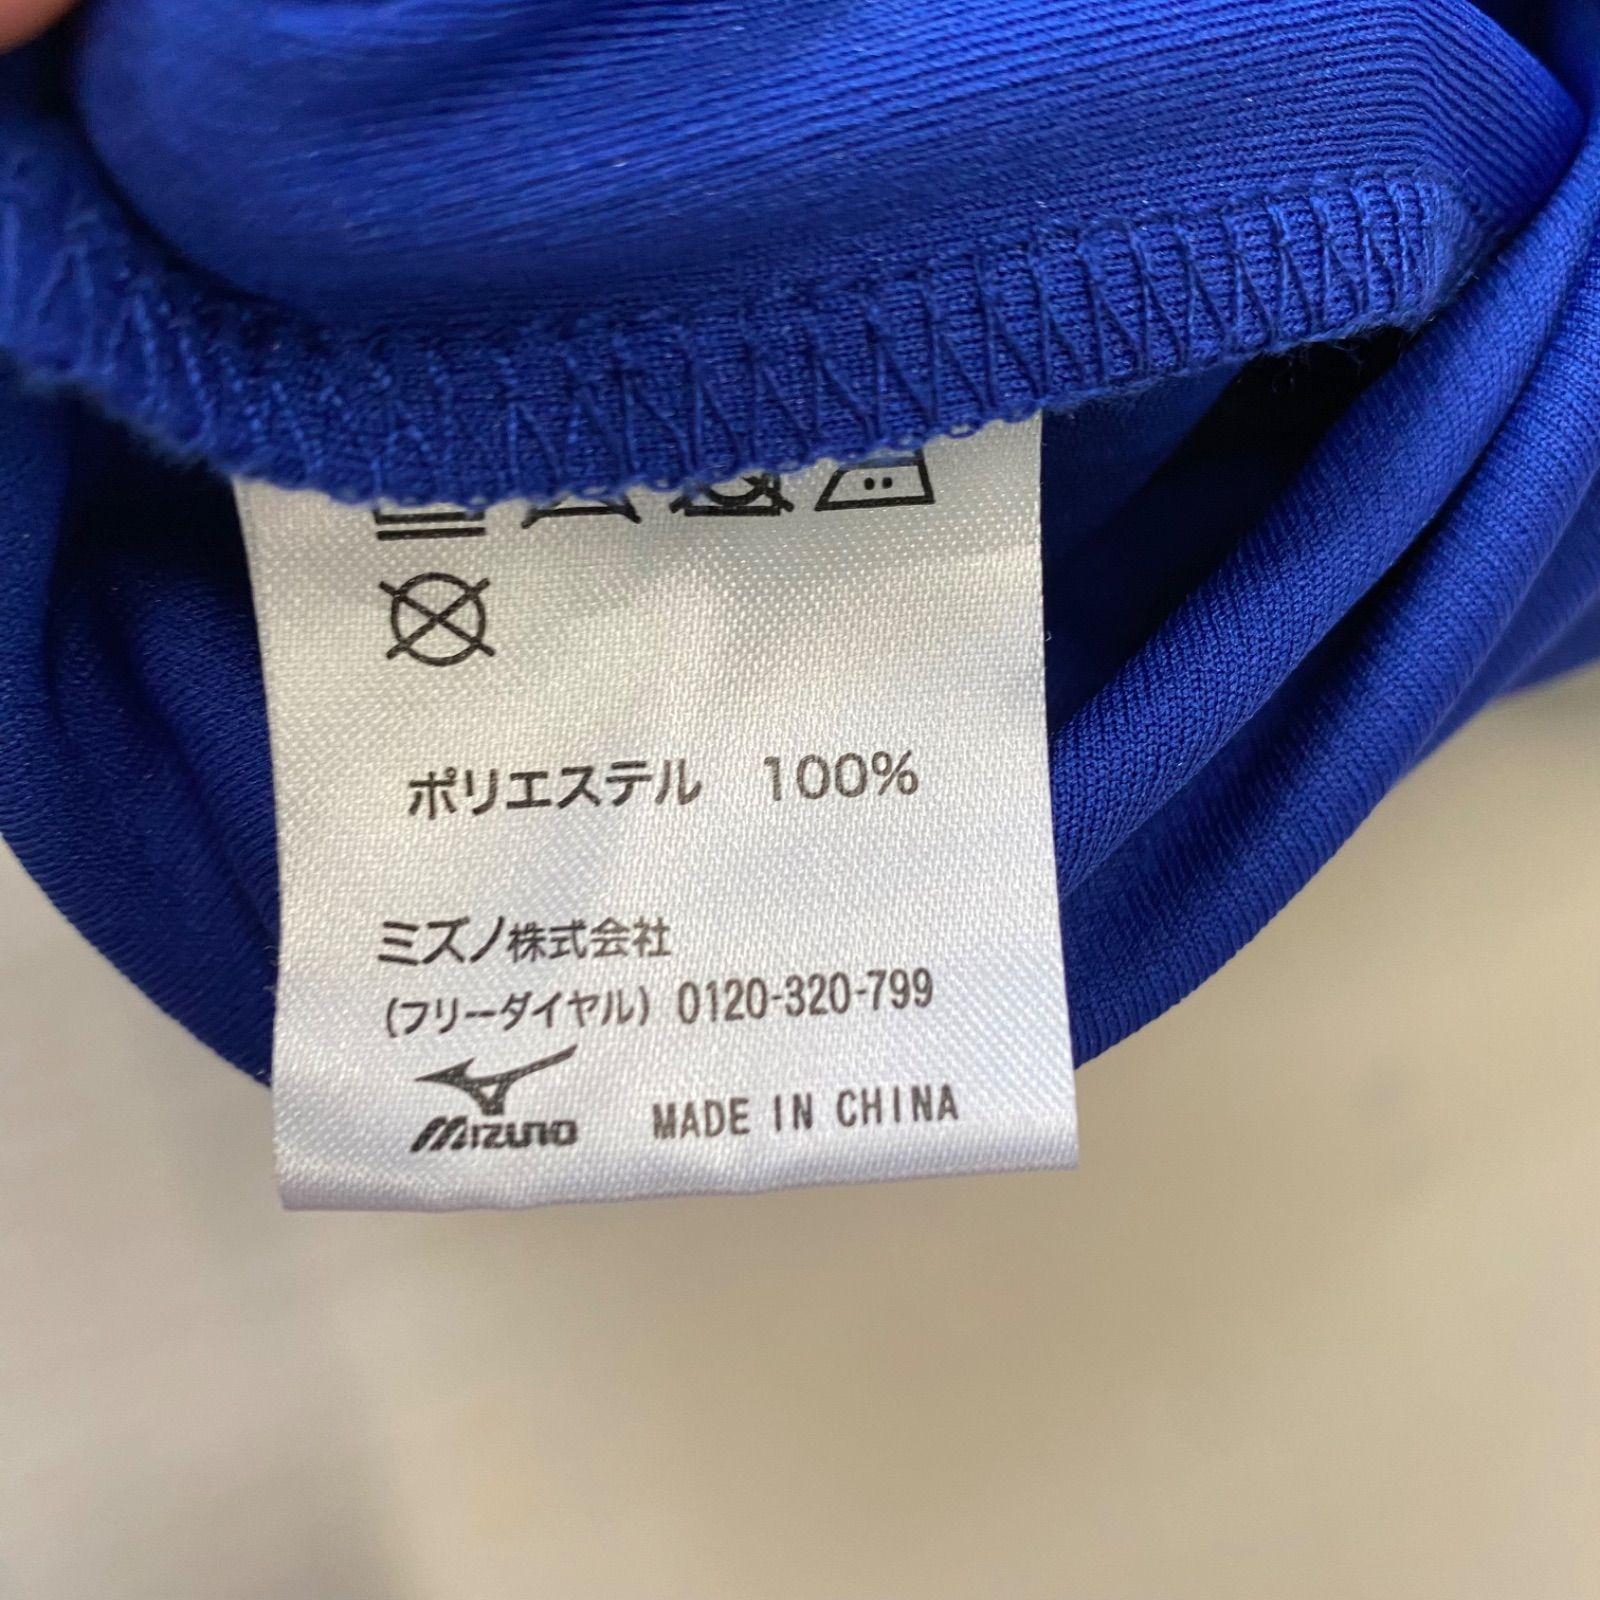 ポリエステル 100%
ミズノ株式会社
(フリーダイヤル) 0120-320-799
MIZUNO
MADE IN CHINA